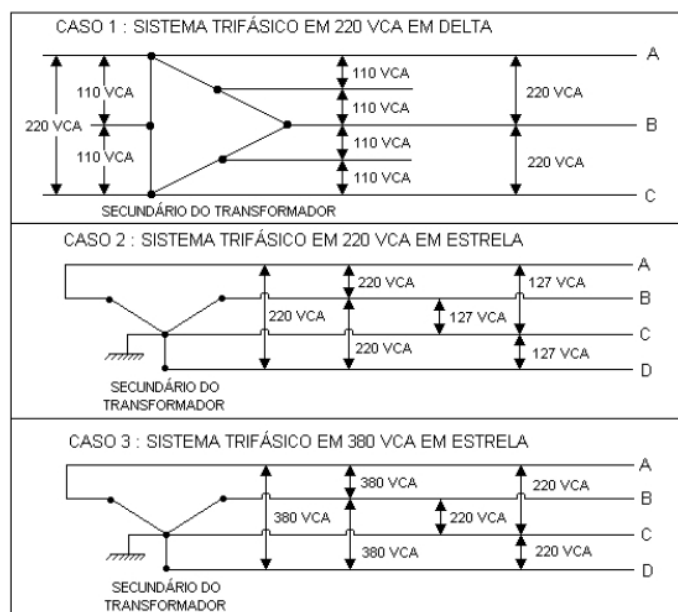 CASO 1 : SISTEMA TRIFÁSICO EM 220 VCA EM DELTA
A
110 VCA
110 VCA
110 VCA
220 VCA
220 VCA
B
110 VCA
110 VCA
220 VCA
110 VCA
C
SECUNDÁRIO DO TRANSFORMADOR
CASO 2 : SISTEMA TRIFÁSICO EM 220 VCA EM ESTRELA
A
220 VCA
127 VCA
B
220 VCA
127 VCA
C
220 VCA
127 VCA
D
SECUNDÁRIO DO
TRANSFORMADOR
CASO 3 : SISTEMA TRIFÁSICO EM 380 VCA EM ESTRELA
A
380 VCA
220 VCA
B
380 VCA
220 VCA
C
380 VCA
220 VCA
D
SECUNDÁRIO DO
TRANSFORMADOR